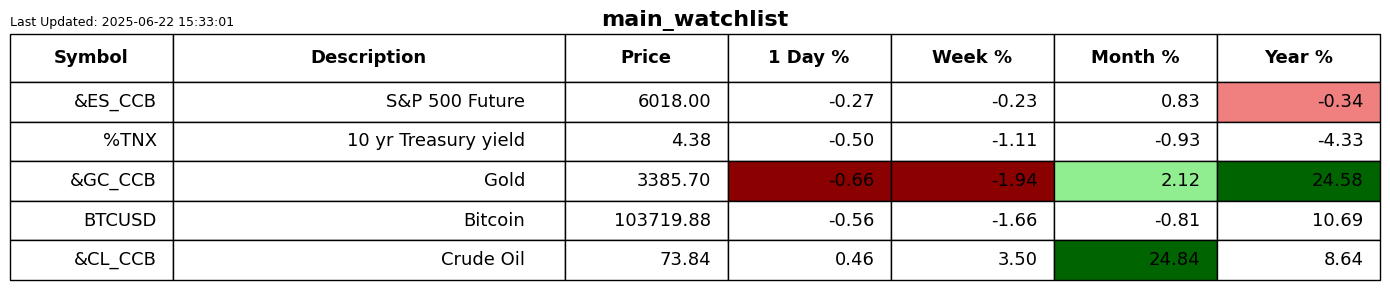 Last Updated: 2025-06-22 15:33:01
main_watchlist
Symbol Description Price 1 Day % Week % Month % Year %
&ES_CCB S&P 500 Future 6018.00 -0.27 -0.23 0.83 -0.34
%TNX 10 yr Treasury yield 4.38 -0.50 -1.11 -0.93 -4.33
&GC_CCB Gold 3385.70 -0.66 -1.94 2.12 24.58
BTCUSD Bitcoin 103719.88 -0.56 -1.66 -0.81 10.69
&CL_CCB Crude Oil 73.84 0.46 3.50 24.84 8.64